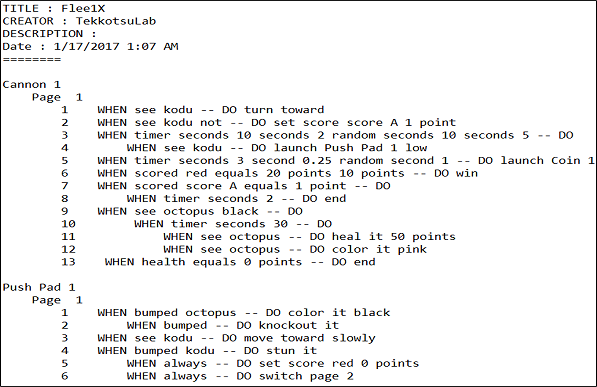 TITLE : Flee1X
CREATOR : TekkotsuLab
DESCRIPTION :
Date : 1/17/2017 1:07 AM
========
Cannon 1
Page 1
1 WHEN see kodu -- DO turn toward
2 WHEN see kodu not -- DO set score score A 1 point
3 WHEN timer seconds 10 seconds 2 random seconds 10 seconds 5 -- DO
4 WHEN see kodu -- DO launch Push Pad 1 low
5 WHEN timer seconds 3 second 0.25 random second 1 -- DO launch Coin 1
6 WHEN scored red equals 20 points 10 points -- DO win
7 WHEN scored score A equals 1 point -- DO
8 WHEN timer seconds 2 -- DO end
9 WHEN see octopus black -- DO
10 WHEN timer seconds 30 -- DO
11 WHEN see octopus -- DO heal it 50 points
12 WHEN see octopus -- DO color it pink
13 WHEN health equals 0 points -- DO end
Push Pad 1
Page 1
1 WHEN bumped octopus -- DO color it black
2 WHEN bumped -- DO knockout it
3 WHEN see kodu -- DO move toward slowly
4 WHEN bumped kodu -- DO stun it
5 WHEN always -- DO set score red 0 points
6 WHEN always -- DO switch page 2